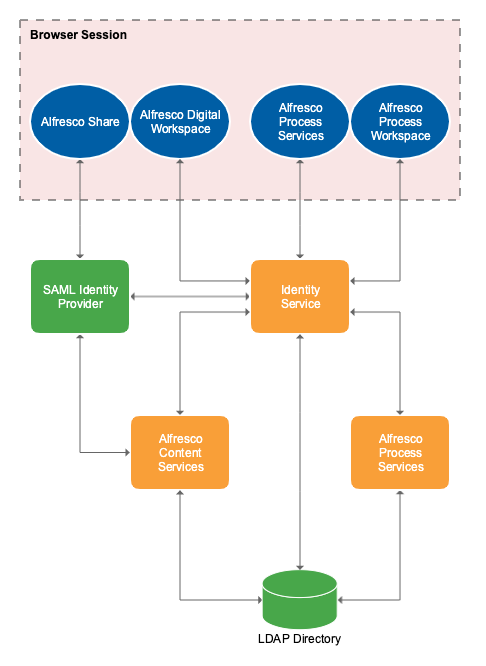 Browser Session
Alfresco Share
Alfresco Digital
Workspace
Alfresco
Process
Services
Alfresco
Process
Workspace
SAML Identity
Provider
Identity
Service
Alfresco
Content
Services
Alfresco
Process
Services
LDAP Directory